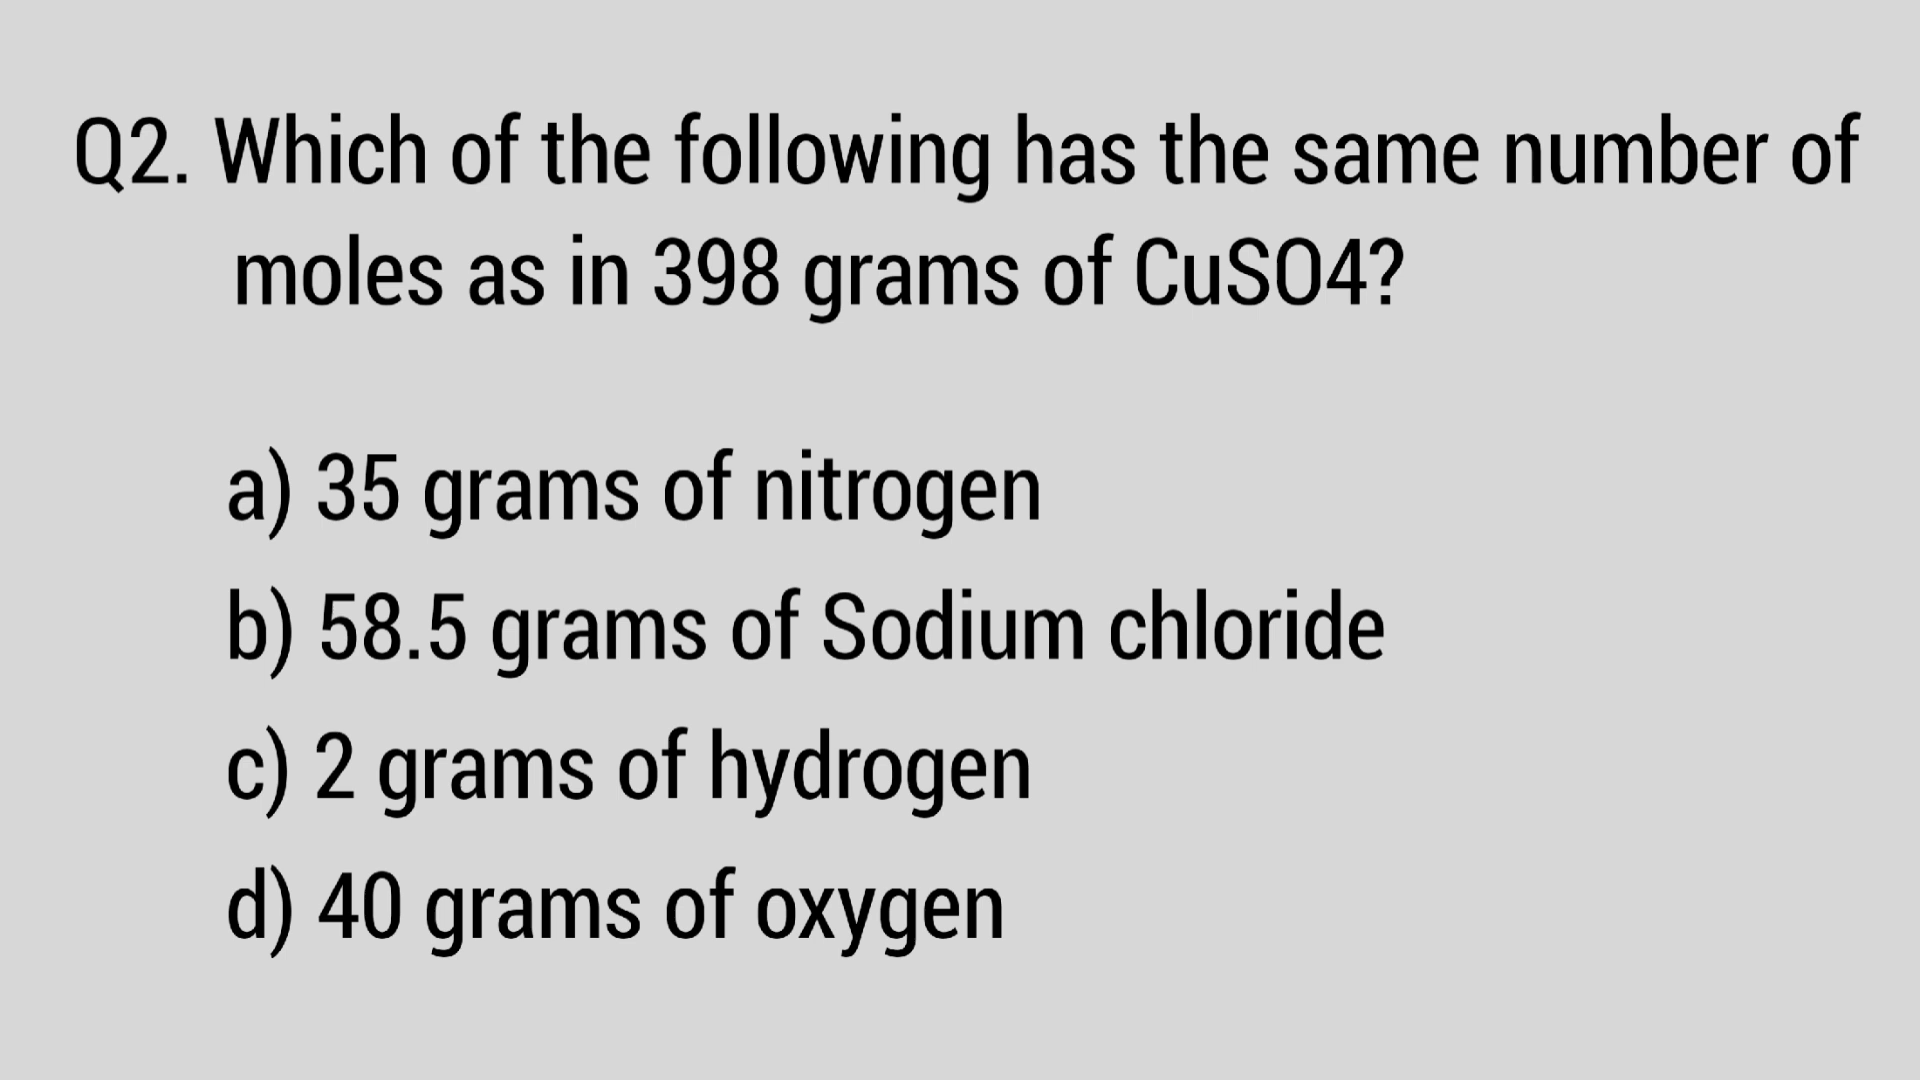 Q2. Which of the following has the same number of
moles as in 398 grams of CuSO4?
a) 35 grams of nitrogen
b) 58.5 grams of Sodium chloride
c) 2 grams of hydrogen
d) 40 grams of oxygen